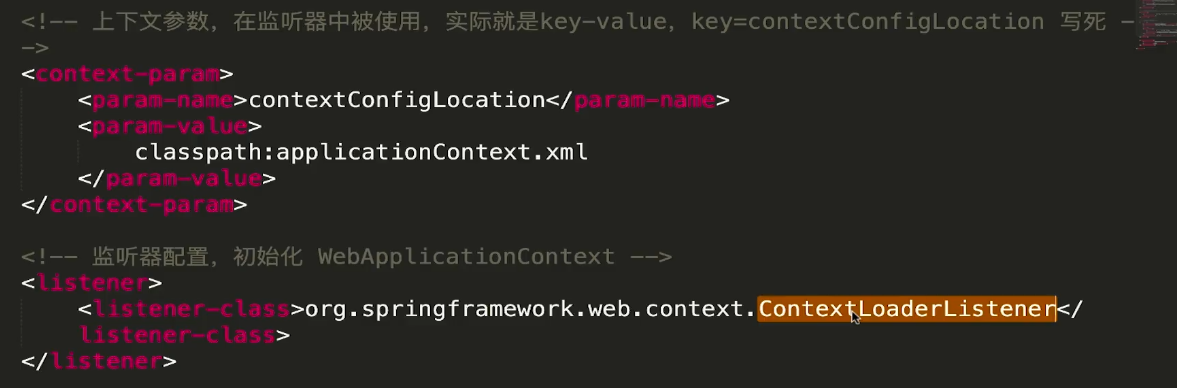 <!-- 上下文参数，在监听器中被使用，实际就是key-value，key=contextConfigLocation 写死 -
->
<context-param>
<param-name>contextConfigLocation</param-name>
<param-value>
classpath:applicationContext.xml
</param-value>
</context-param>
<!-- 监听器配置，初始化 WebApplicationContext -->
<listener>
<listener-class>org.springframework.web.context.ContextLoaderListener</
listener-class>
</listener>